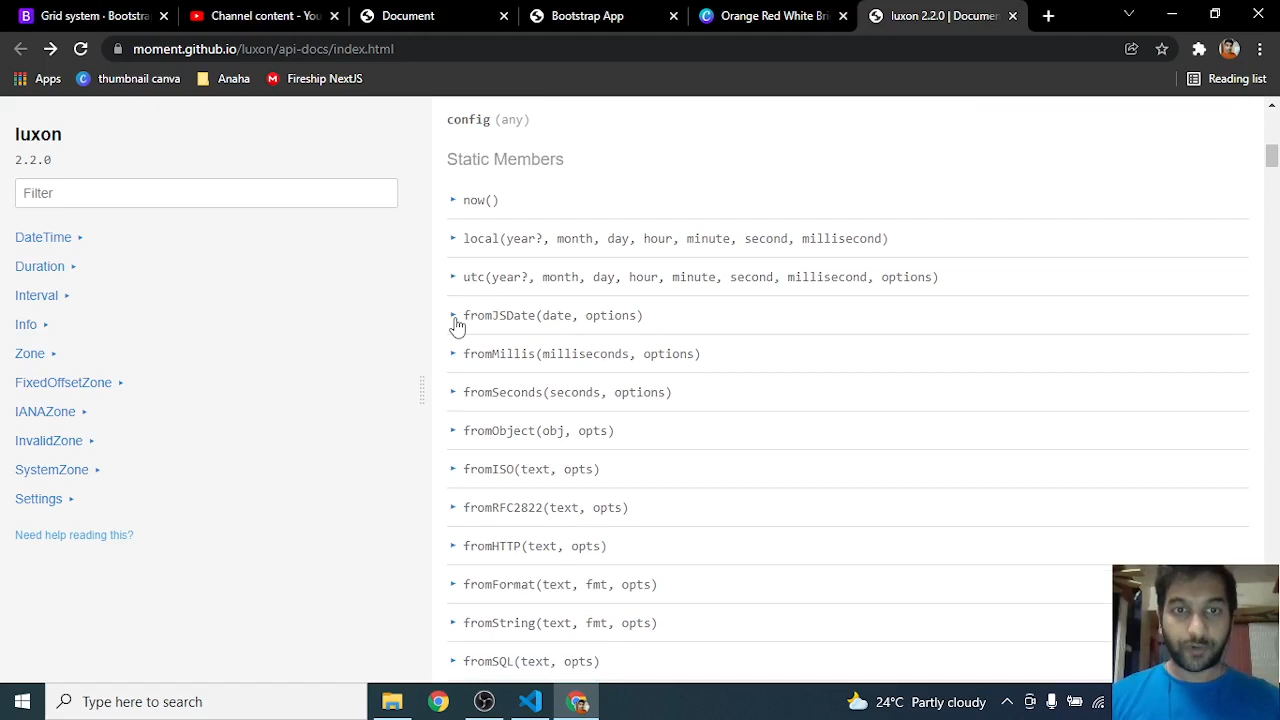 Grid system · Bootstrap
Channel content - You
Document
Bootstrap App
Orange Red White Bri
luxon 2.2.0 | Documen
moment.github.io/luxon/api-docs/index.html
Apps
thumbnail canva
Anaha
Fireship NextJS
Reading list
luxon
2.2.0
Filter
DateTime
Duration
Interval
Info
Zone
FixedOffsetZone
IANAZone
InvalidZone
SystemZone
Settings
Need help reading this?
config (any)
Static Members
now()
local(year?, month, day, hour, minute, second, millisecond)
utc(year?, month, day, hour, minute, second, millisecond, options)
fromJSDate(date, options)
fromMillis(milliseconds, options)
fromSeconds(seconds, options)
fromObject(obj, opts)
fromISO(text, opts)
fromRFC2822(text, opts)
fromHTTP(text, opts)
fromFormat(text, fmt, opts)
fromString(text, fmt, opts)
fromSQL(text, opts)
Type here to search
24°C Partly cloudy